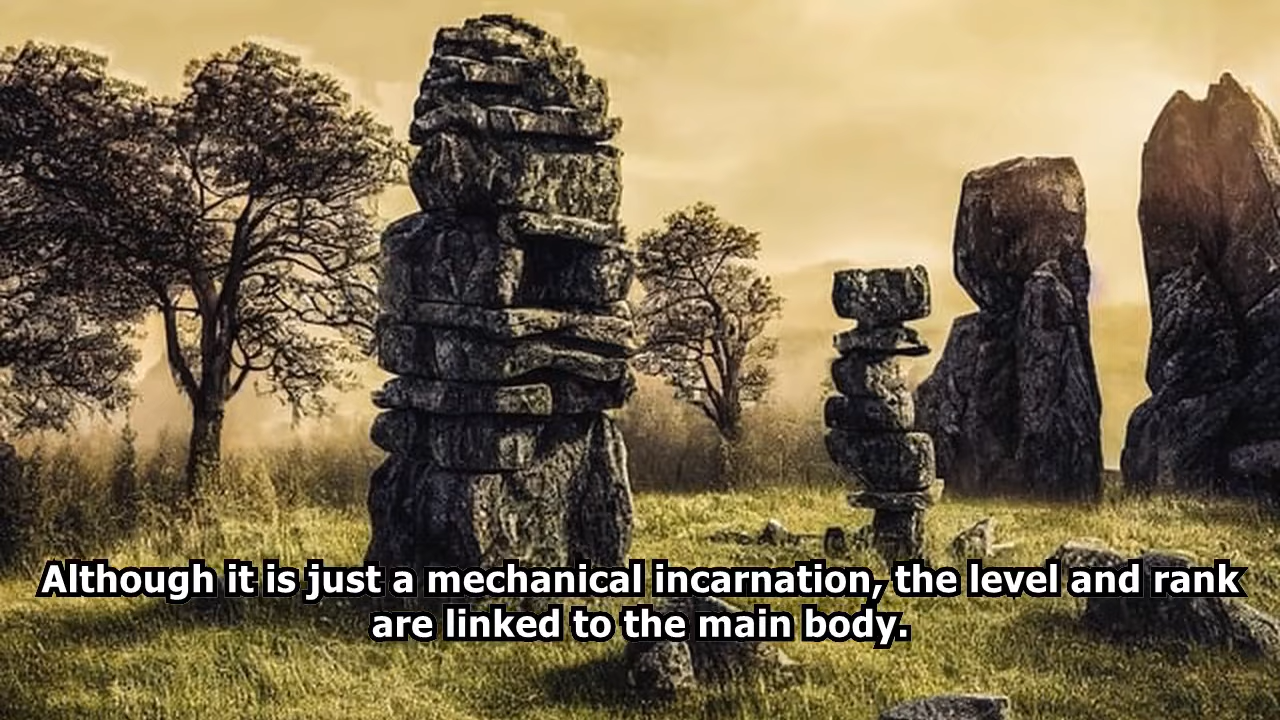 Although it is just a mechanical incarnation, the level and rank
are linked to the main body.